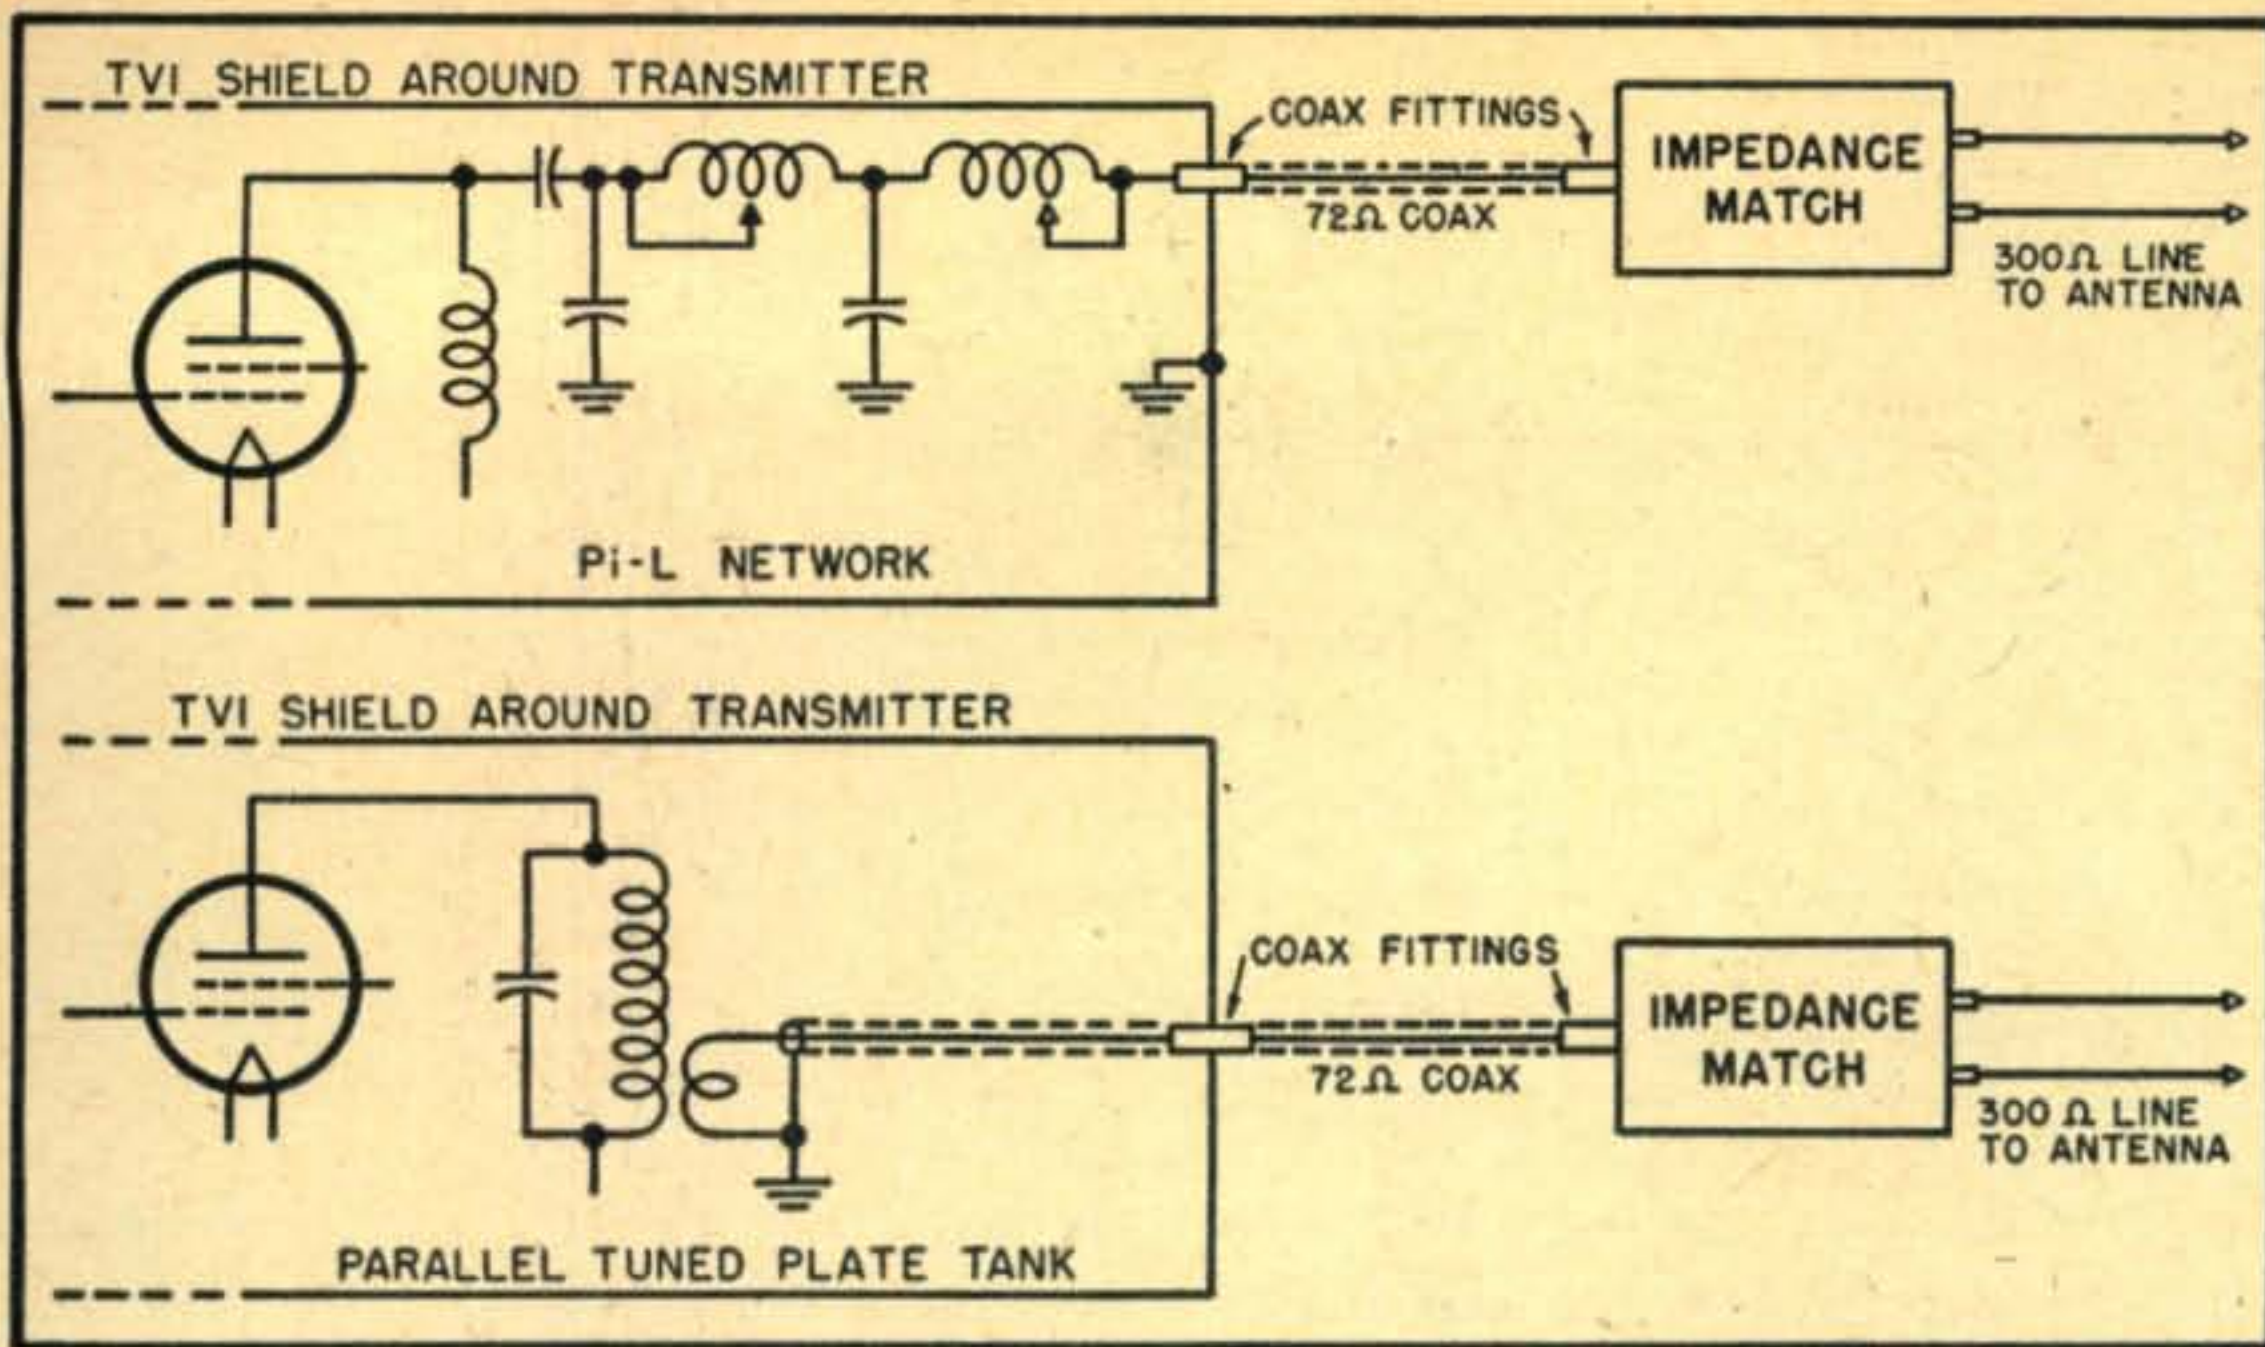 TVI SHIELD AROUND TRANSMITTER
COAX FITTINGS
72Ω COAX
IMPEDANCE
MATCH
300Ω LINE
TO ANTENNA
Pi-L NETWORK
TVI SHIELD AROUND TRANSMITTER
COAX FITTINGS
72Ω COAX
IMPEDANCE
MATCH
300Ω LINE
TO ANTENNA
PARALLEL TUNED PLATE TANK